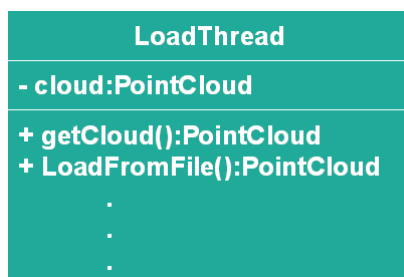 LoadThread
- cloud:PointCloud
+ getCloud():PointCloud
+ LoadFromFile():PointCloud
.
.
.